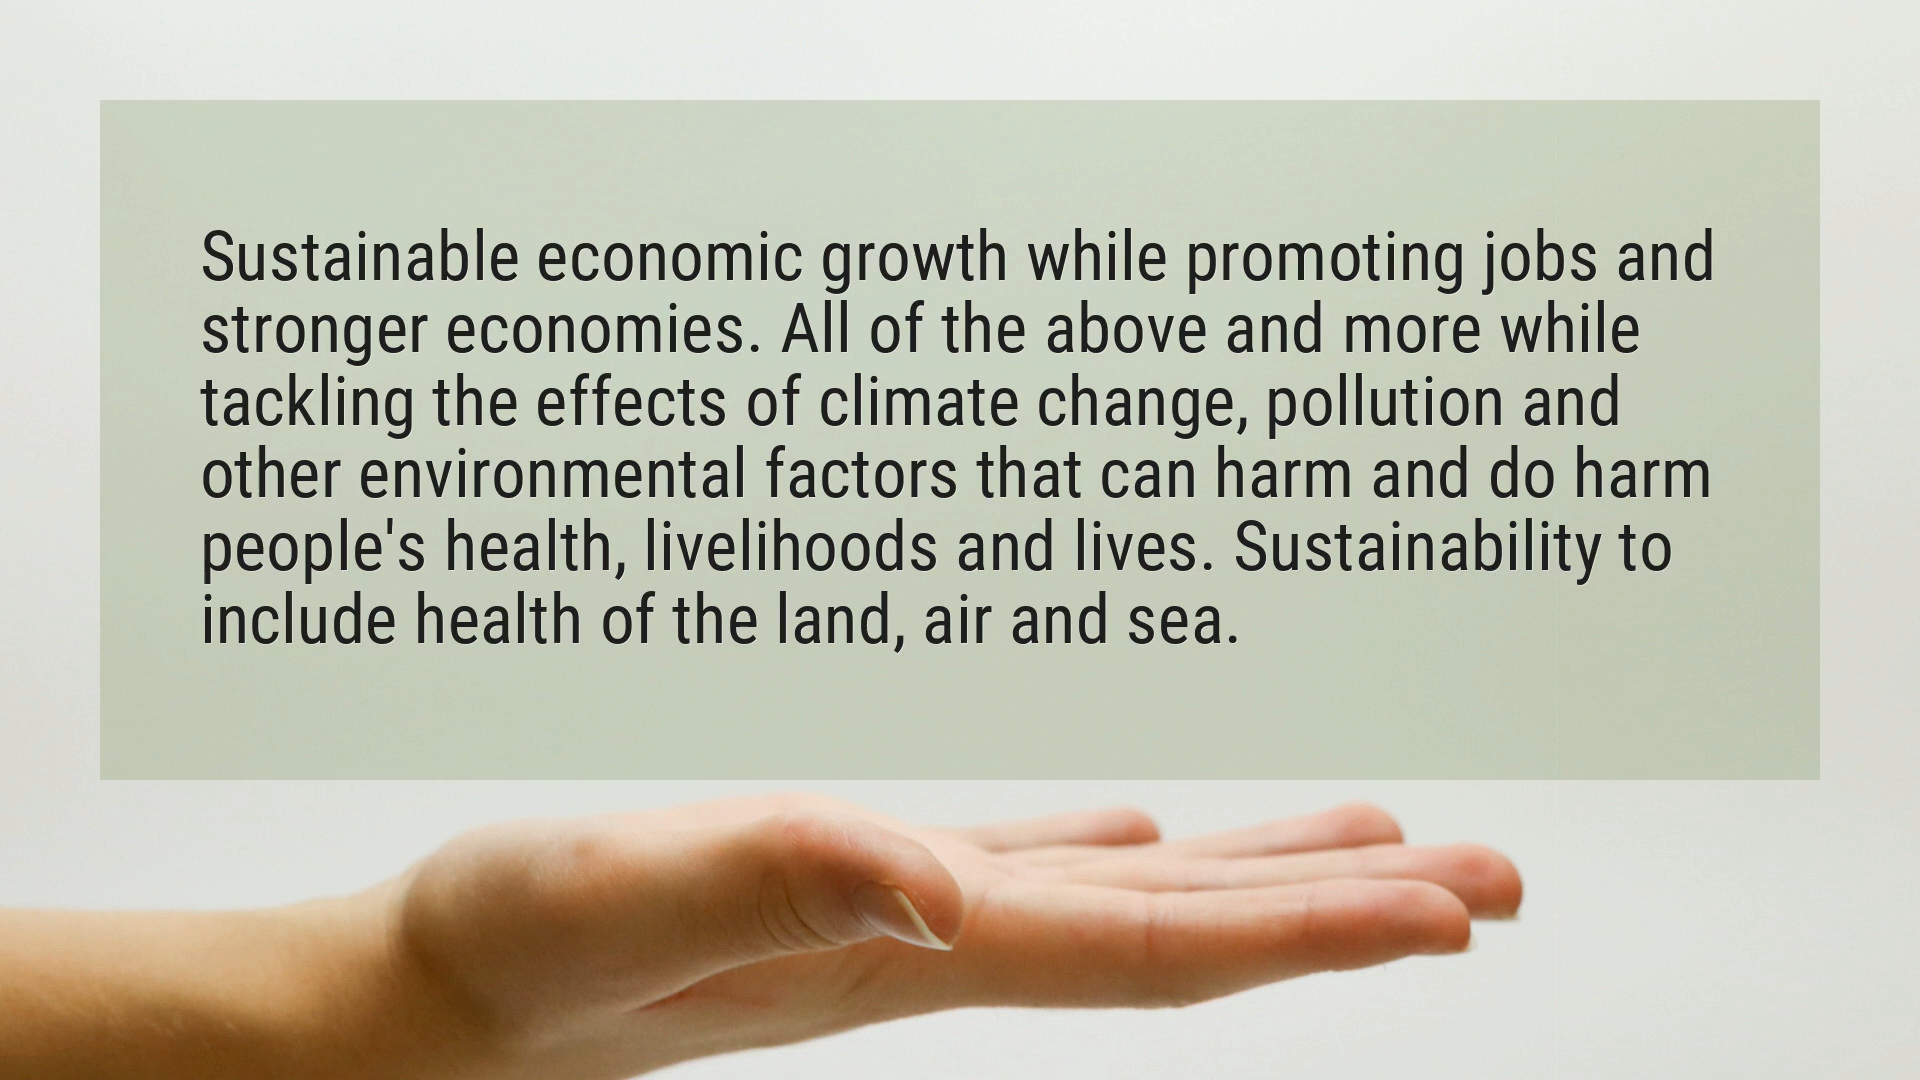 Sustainable economic growth while promoting jobs and
stronger economies. All of the above and more while
tackling the effects of climate change, pollution and
other environmental factors that can harm and do harm
people's health, livelihoods and lives. Sustainability to
include health of the land, air and sea.